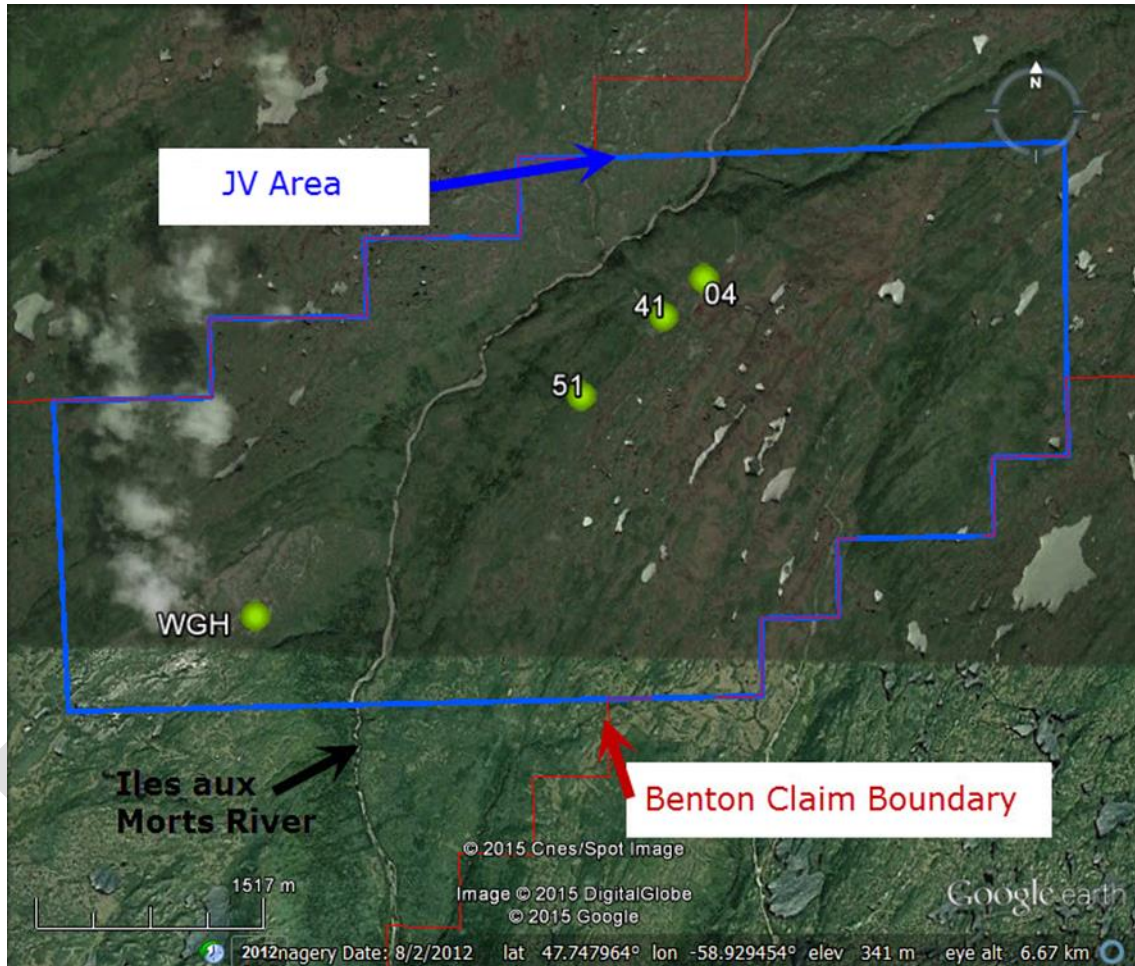 N
JV Area
04
41
51
WGH
Iles aux
Morts River
Benton Claim Boundary
© 2015 Cnes/Spot Image
1517 m
Image © 2015 DigitalGlobe
© 2015 Google
Google earth
2012 Imagery Date: 8/2/2012 lat 47.747964° lon -58.929454° elev 341 m eye alt 6.67 km